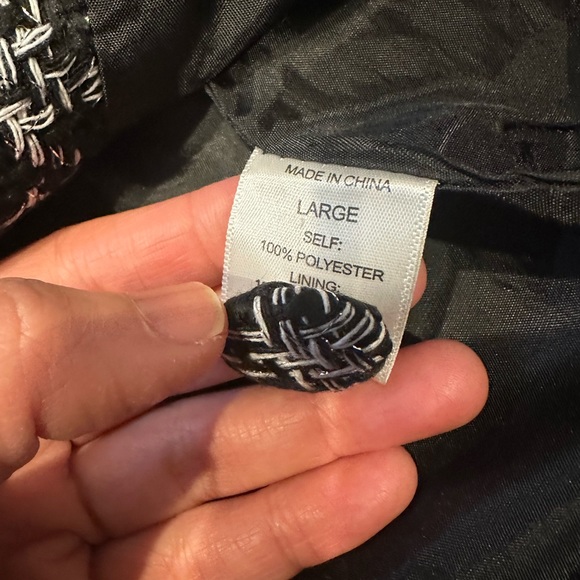 MADE IN CHINA
LARGE
SELF:
100% POLYESTER
LINING: